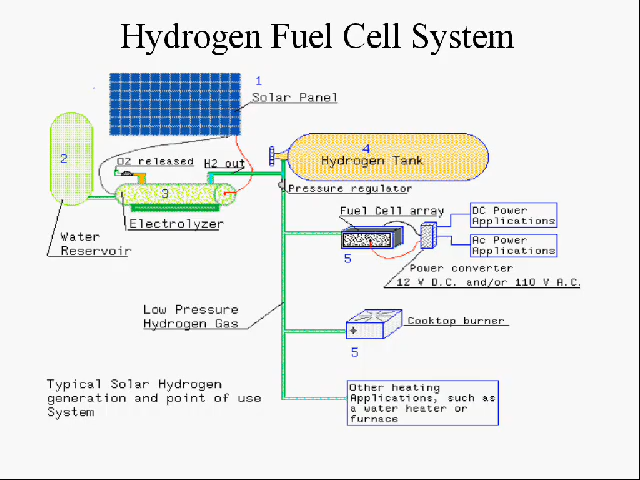 Hydrogen Fuel Cell System
1
Solar Panel
2
O2 released
H2 out
4
Hydrogen Tank
3
Pressure regulator
Electrolyzer
Fuel Cell array
DC Power
Applications
Water
Reservoir
Ac Power
Applications
5
Power converter
12 V D.C. and/or 110 V A.C.
Low Pressure
Hydrogen Gas
Cooktop burner
5
Typical Solar Hydrogen
generation and point of use
System
Other heating
Applications, such as
a water heater or
furnace